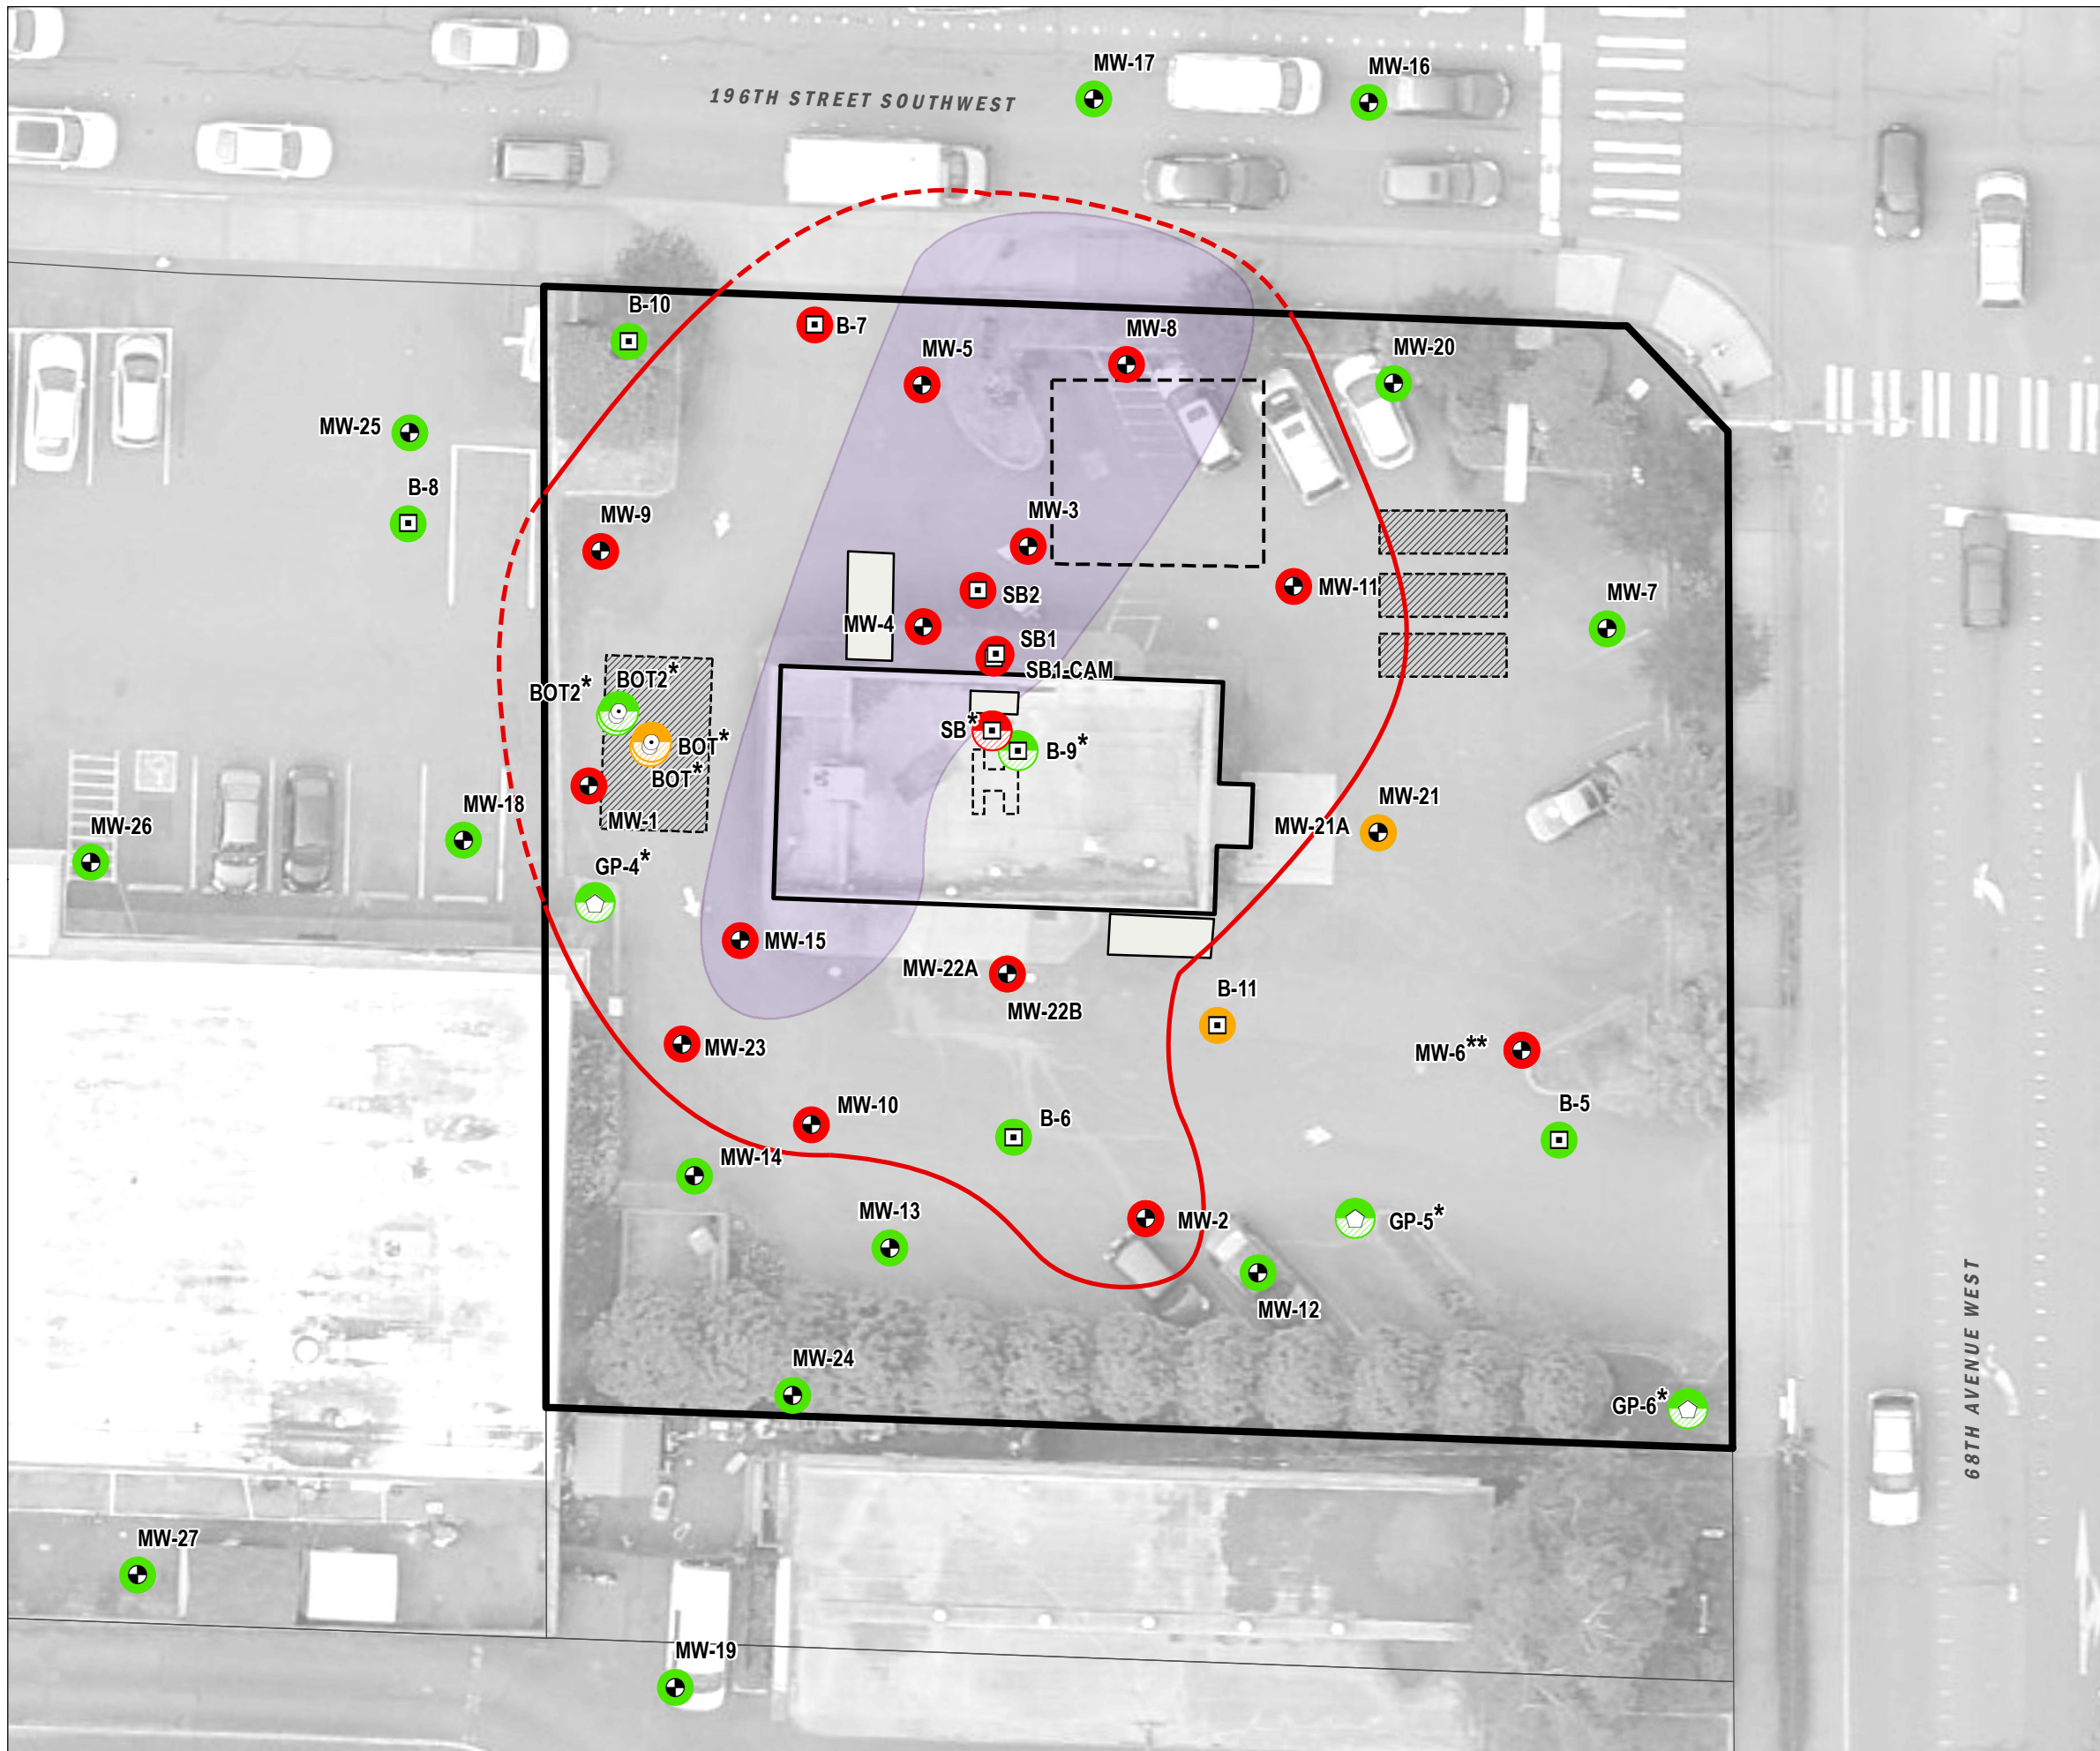 MW-17
MW-16
196TH STREET SOUTHWEST
B-10
B-7
MW-8
MW-5
MW-20
MW-25
B-8
MW-9
MW-3
MW-11
SB2
MW-7
MW-4
SB1
SB1-CAM
BOT2*
BOT2*
SB*
BOT*
B-9*
BOT*
MW-18
MW-21
MW-26
MW-1
MW-21A
GP-4*
MW-15
MW-22A
B-11
MW-22B
MW-23
MW-6**
MW-10
B-5
B-6
MW-14
MW-13
MW-2
GP-5*
MW-12
MW-24
GP-6*
68TH AVENUE WEST
MW-27
MW-19